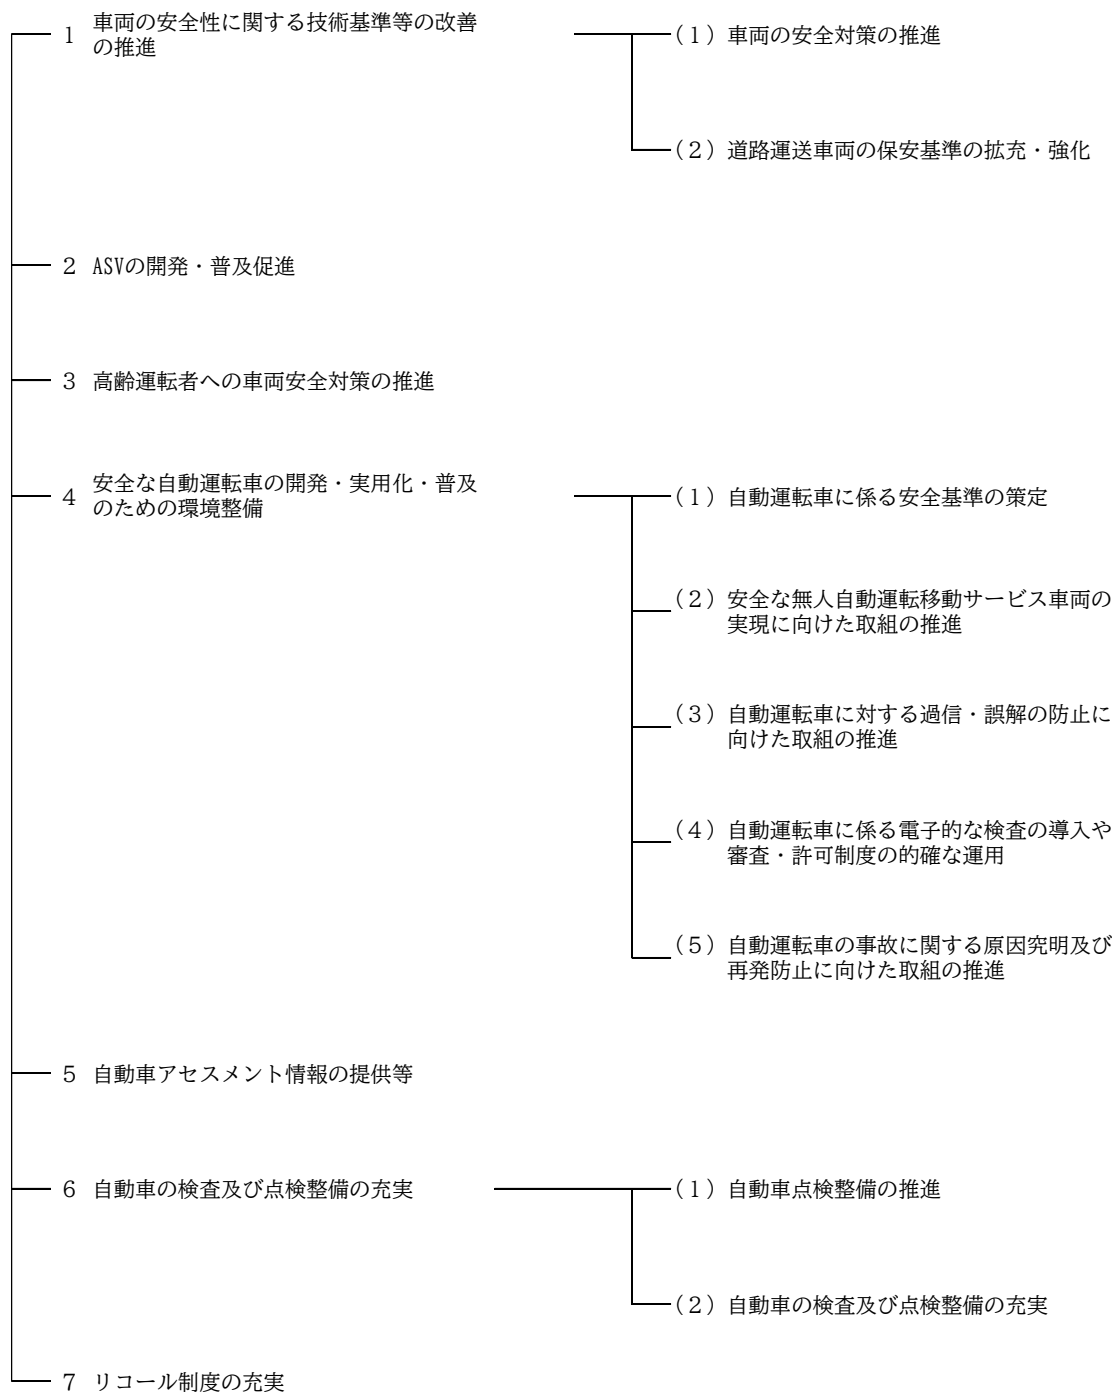 1 車両の安全性に関する技術基準等の改善
の推進
(1)車両の安全対策の推進
(2)道路運送車両の保安基準の拡充・強化
2 ASVの開発・普及促進
3 高齢運転者への車両安全対策の推進
4 安全な自動運転車の開発・実用化・普及
のための環境整備
(1)自動運転車に係る安全基準の策定
(2)安全な無人自動運転移動サービス車両の
実現に向けた取組の推進
(3)自動運転車に対する過信・誤解の防止に
向けた取組の推進
(4)自動運転車に係る電子的な検査の導入や
審査・許可制度の的確な運用
(5)自動運転車の事故に関する原因究明及び
再発防止に向けた取組の推進
5 自動車アセスメント情報の提供等
6 自動車の検査及び点検整備の充実
(1)自動車点検整備の推進
(2)自動車の検査及び点検整備の充実
7 リコール制度の充実